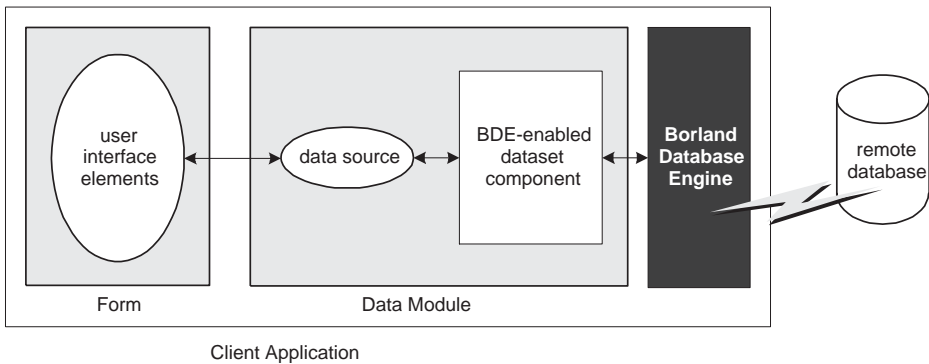 user
interface
elements
data source
BDE-enabled
dataset
component
Borland
Database
Engine
remote
database
Form
Data Module
Client Application